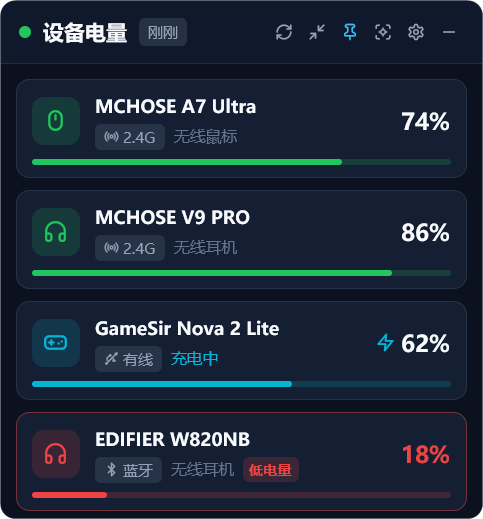 设备电量 刚刚
MCHOSE A7 Ultra
74%
2.4G 无线鼠标
MCHOSE V9 PRO
86%
2.4G 无线耳机
GameSir Nova 2 Lite
62%
有线 充电中
EDIFIER W820NB
18%
蓝牙 无线耳机 低电量